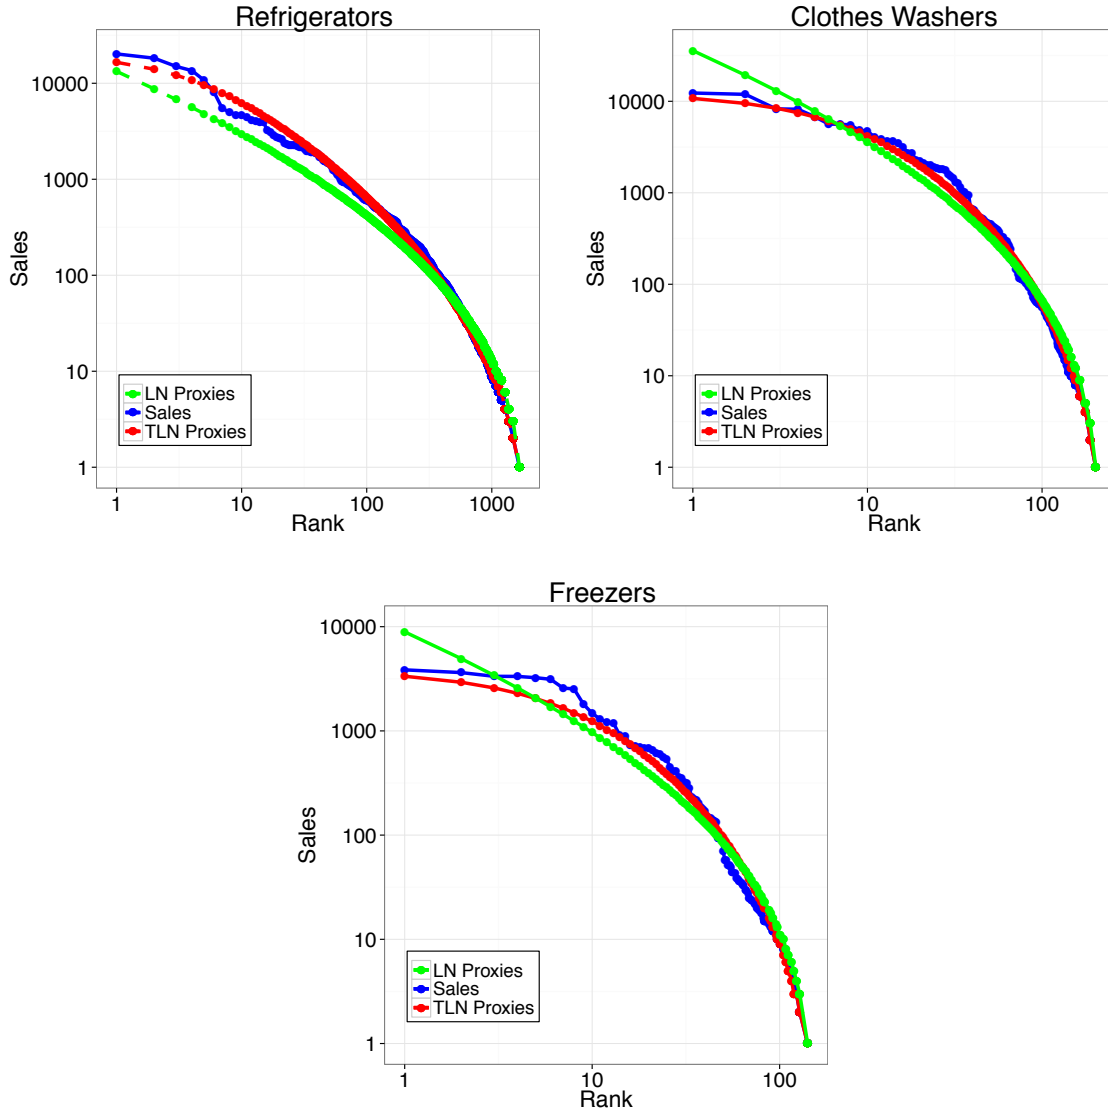 Refrigerators
10000
1000
100
10
1
Sales
LN Proxies
Sales
TLN Proxies
1
10
100
1000
Rank
Clothes Washers
10000
1000
100
10
1
Sales
LN Proxies
Sales
TLN Proxies
1
10
100
Rank
Freezers
10000
1000
100
10
1
Sales
LN Proxies
Sales
TLN Proxies
1
10
100
Rank